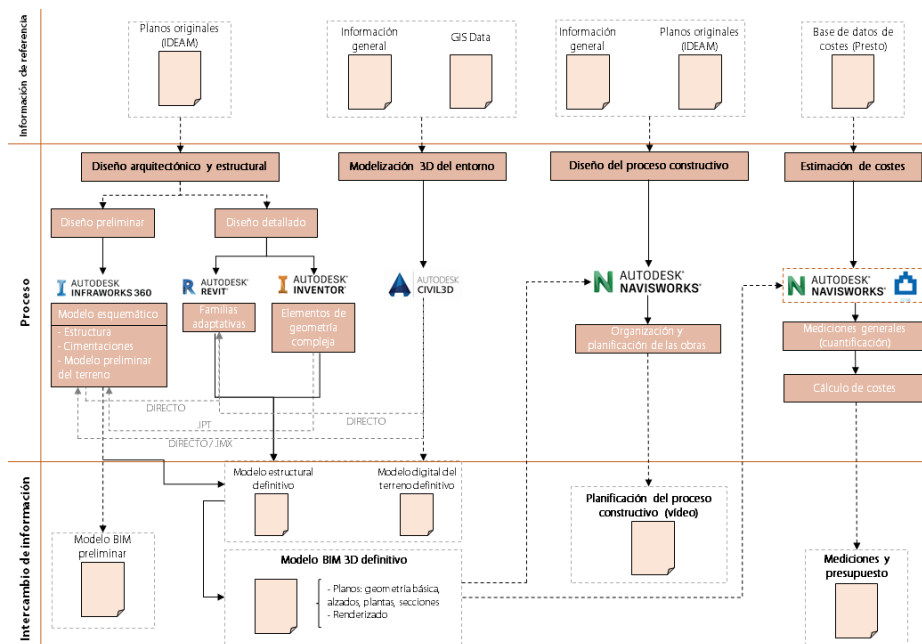 Información de referencia
Planos originales
(IDEAM)
Información
general
GIS Data
Información
general
Planos originales
(IDEAM)
Base de datos de
costes (Presto)
Proceso
Diseño arquitectónico y estructural
Modelización 3D del entorno
Diseño del proceso constructivo
Estimación de costes
Diseño preliminar
Diseño detallado
AUTODESK®
INFRAWORKS 360
AUTODESK®
REVIT®
AUTODESK®
INVENTOR®
AUTODESK®
CIVIL3D
AUTODESK®
NAVISWORKS®
AUTODESK®
NAVISWORKS®
Modelo esquemático
- Estructura
- Cimentaciones
- Modelo preliminar
del terreno
Familias
adaptativas
Elementos de
geometría
compleja
Organización y
planificación de las obras
Mediciones generales
(cuantificación)
Cálculo de costes
DIRECTO
DIRECTO
.IPT
DIRECTO / .IMX
Intercambio de información
Modelo estructural
definitivo
Modelo digital del
terreno definitivo
Modelo BIM
preliminar
Modelo BIM 3D definitivo
- Planos: geometría básica,
alzados, plantas, secciones
- Renderizado
Planificación del proceso
constructivo (vídeo)
Mediciones y
presupuesto